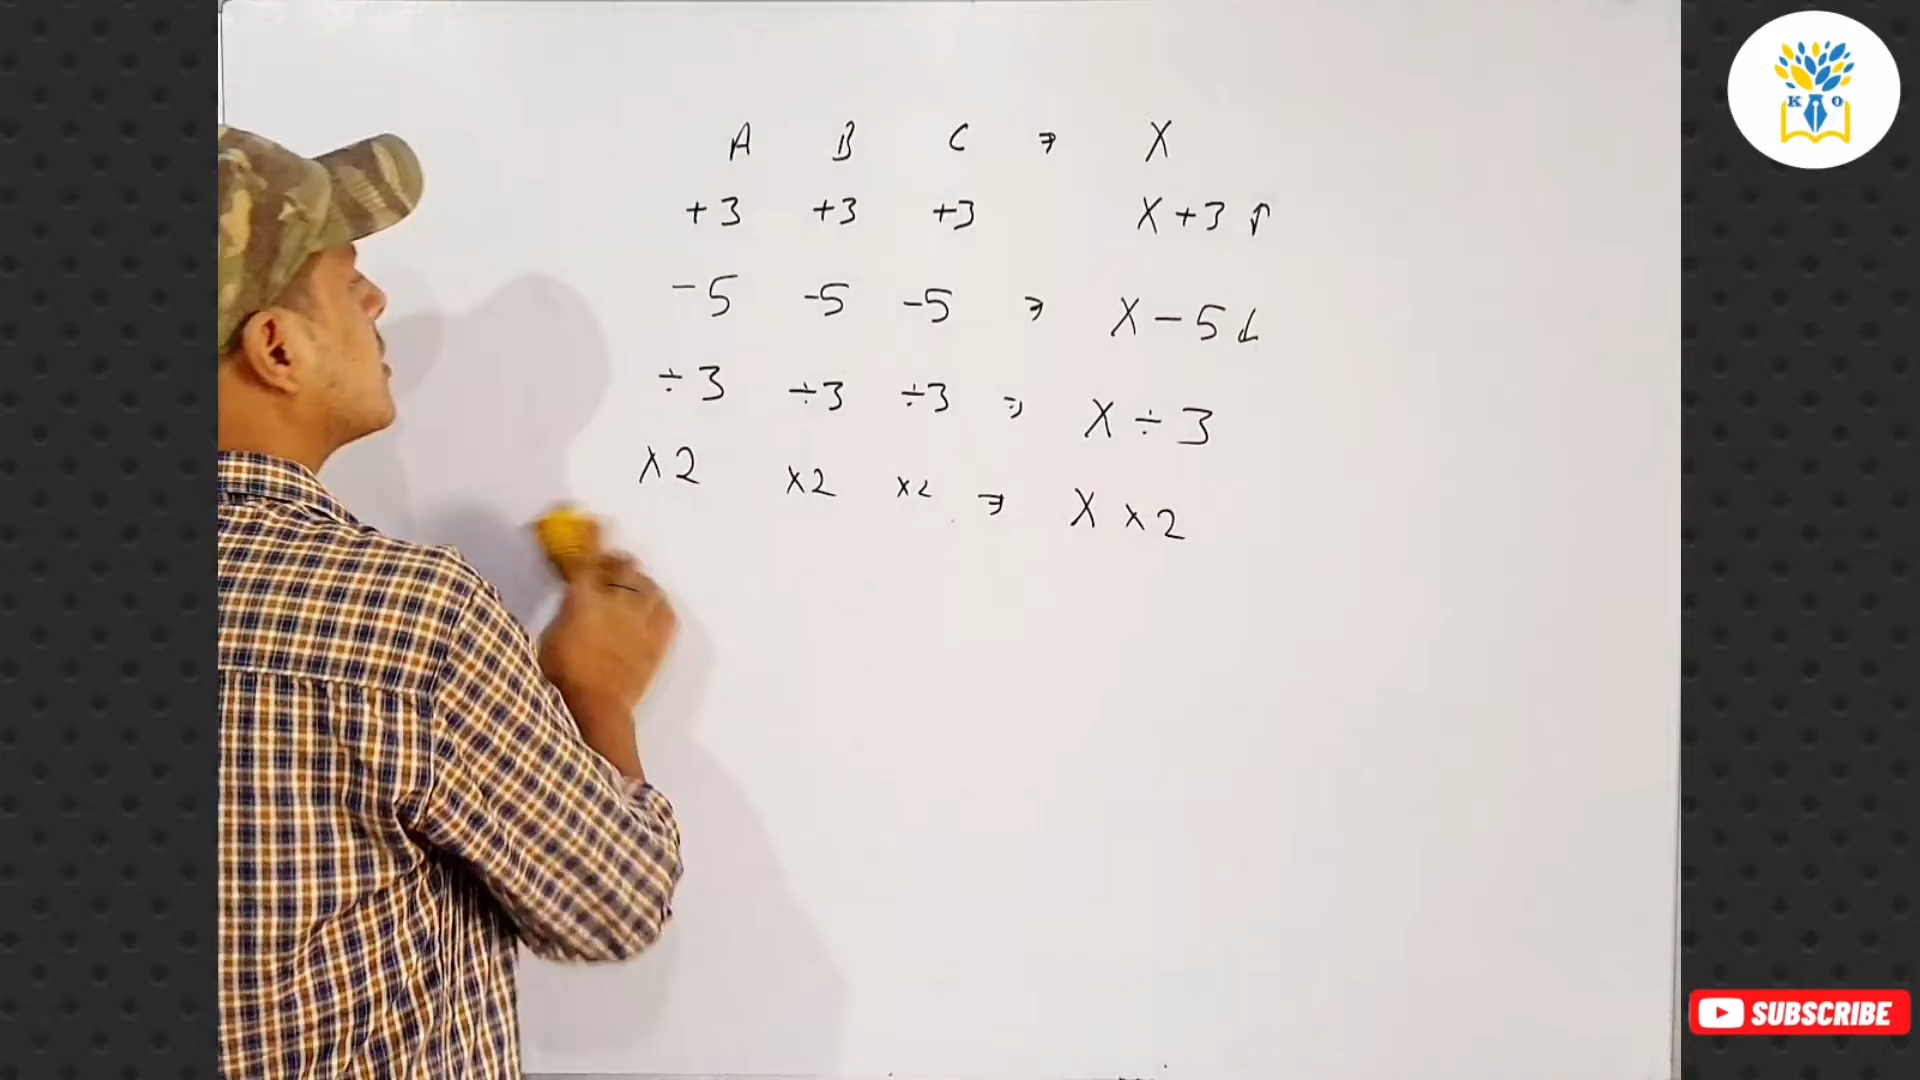 A B C ⇒ X
+3 +3 +3 X+3 ↑
-5 -5 -5 ⇒ X-5↓
÷3 ÷3 ÷3 ⇒ X÷3
×2 ×2 ×2 ⇒ X×2
K O
SUBSCRIBE